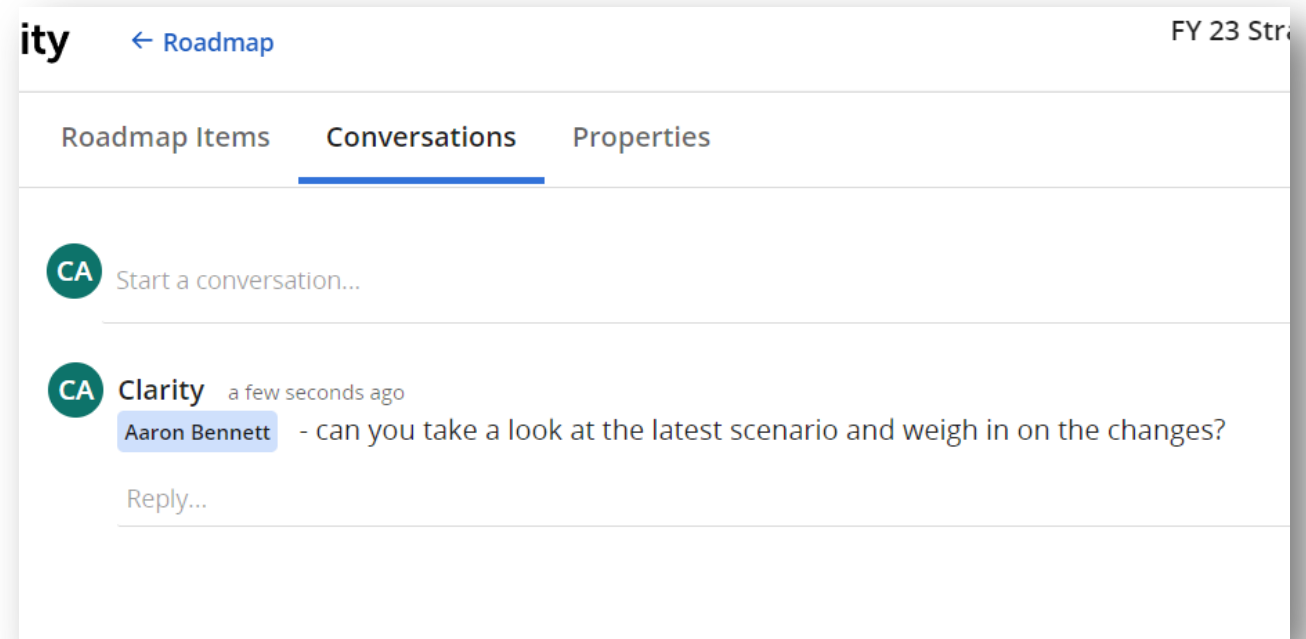 ity ← Roadmap FY 23 Stra
Roadmap Items Conversations Properties
CA Start a conversation...
CA Clarity a few seconds ago
Aaron Bennett - can you take a look at the latest scenario and weigh in on the changes?
Reply...